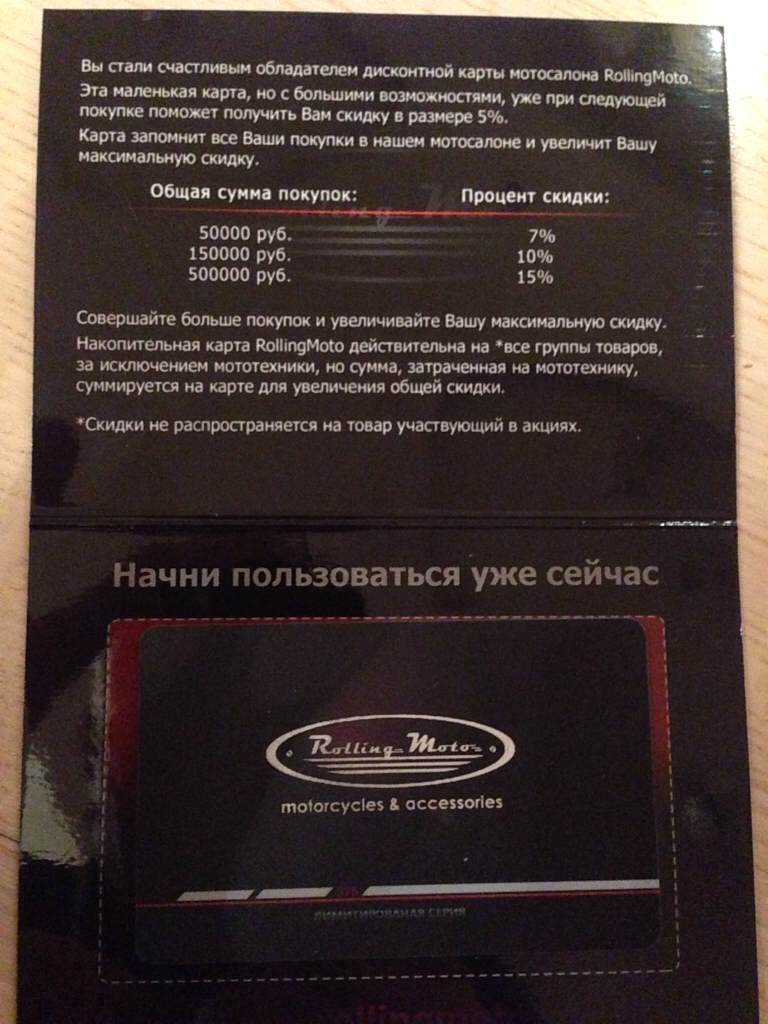 Вы стали счастливым обладателем дисконтной карты мотосалона RollingMoto.
Эта маленькая карта, но с большими возможностями, уже при следующей
покупке поможет получить Вам скидку в размере 5%.
Карта запомнит все Ваши покупки в нашем мотосалоне и увеличит Вашу
максимальную скидку.
Общая сумма покупок: Процент скидки:
50000 руб. 7%
150000 руб. 10%
500000 руб. 15%
Совершайте больше покупок и увеличивайте Вашу максимальную скидку.
Накопительная карта RollingMoto действительна на *все группы товаров,
за исключением мототехники, но сумма, затраченная на мототехнику,
суммируется на карте для увеличения общей скидки.
*Скидки не распространяется на товар участвующий в акциях.
Начни пользоваться уже сейчас
Rolling Moto
motorcycles & accessories
ЛИМИТИРОВАНАЯ СЕРИЯ